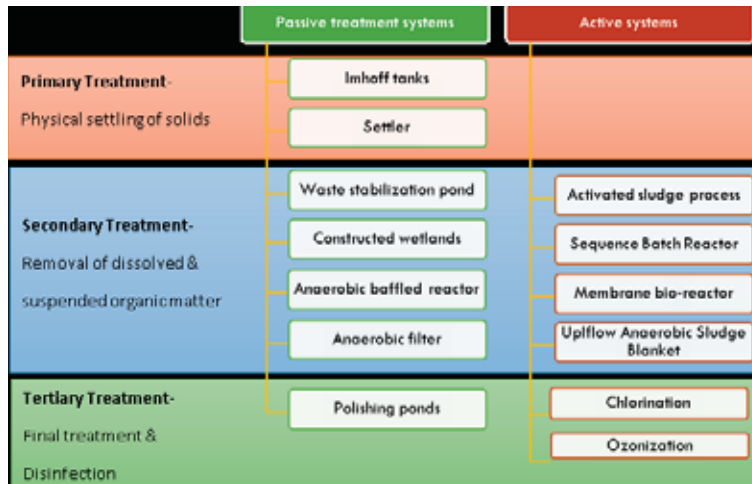 Passive treatment systems
Active systems
Primary Treatment-
Physical settling of solids
Imhoff tanks
Settler
Secondary Treatment-
Removal of dissolved &
suspended organic matter
Waste stabilization pond
Constructed wetlands
Anaerobic baffled reactor
Anaerobic filter
Activated sludge process
Sequence Batch Reactor
Membrane bio-reactor
Uplflow Anaerobic Sludge
Blanket
Tertiary Treatment-
Final treatment &
Disinfection
Polishing ponds
Chlorination
Ozonization